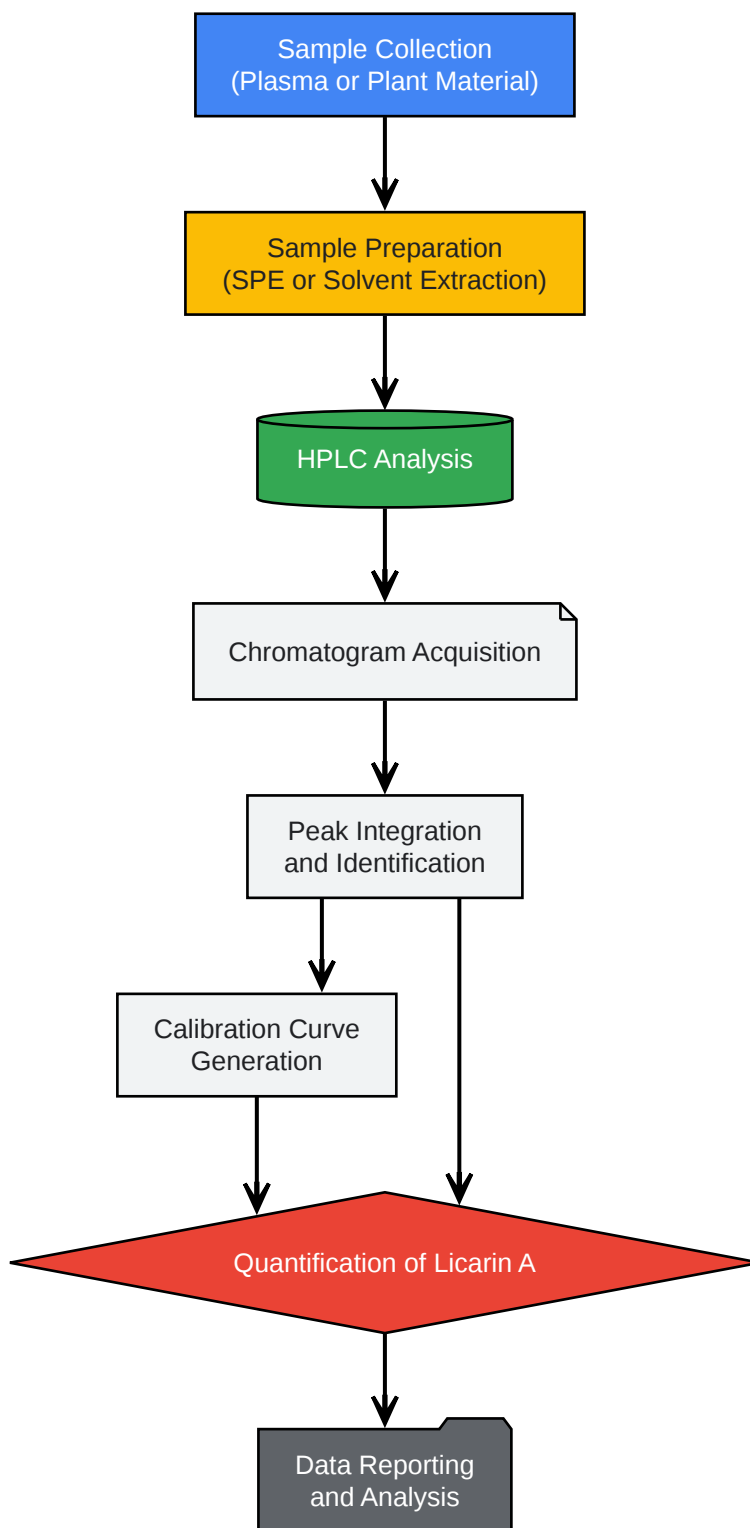 Sample Collection
(Plasma or Plant Material)
Sample Preparation
(SPE or Solvent Extraction)
HPLC Analysis
Chromatogram Acquisition
Peak Integration
and Identification
Calibration Curve
Generation
Quantification of Licarin A
Data Reporting
and Analysis